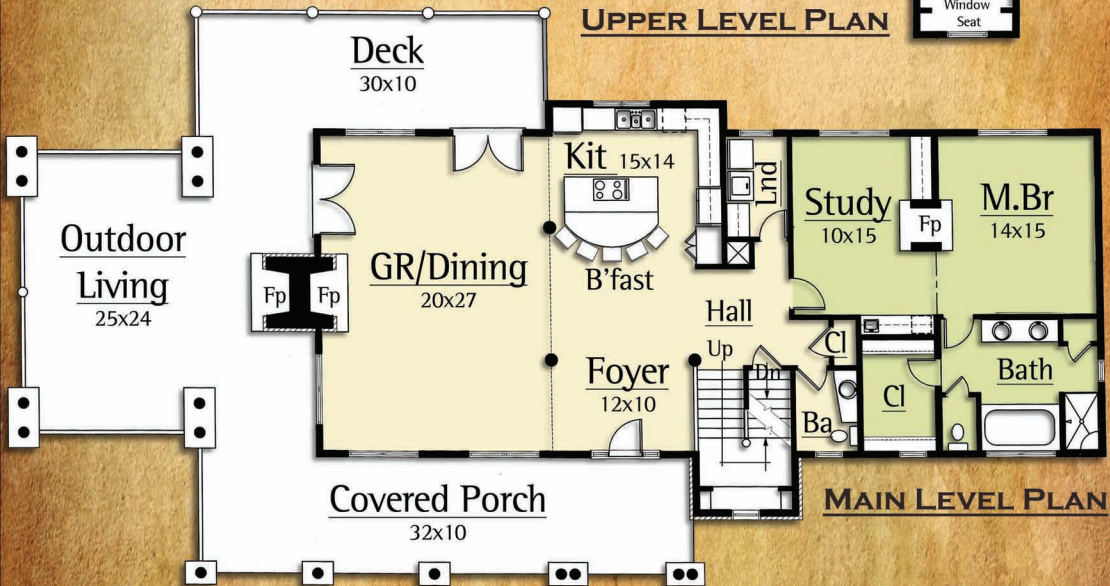 UPPER LEVEL PLAN
Window
Seat
Deck
30x10
Kit 15x14
Lnd
Study
10x15
Fp
M.Br
14x15
Outdoor
Living
25x24
Fp
Fp
GR/Dining
20x27
B'fast
Hall
Up
Dn
Cl
Foyer
12x10
Cl
Bath
Ba
Covered Porch
32x10
MAIN LEVEL PLAN